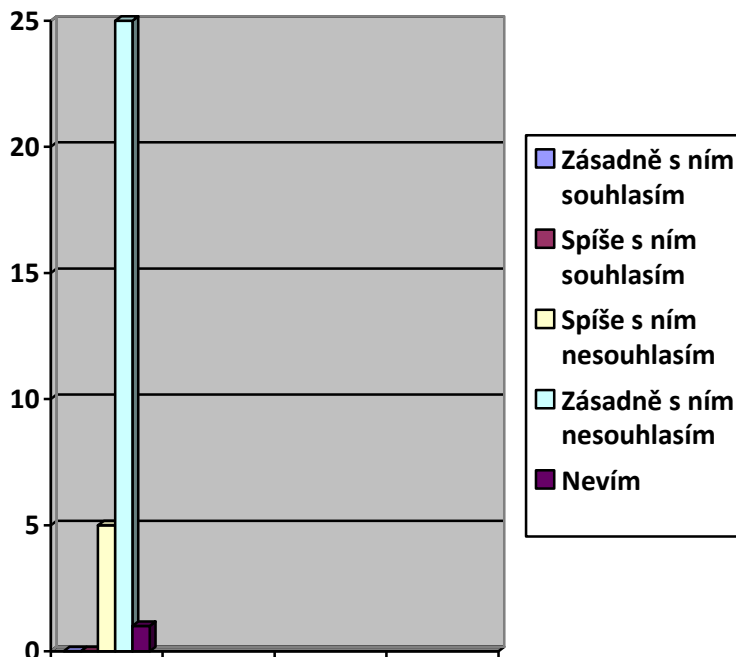 25
20
15
10
5
0
Zásadně s ním
souhlasím
Spíše s ním
souhlasím
Spíše s ním
nesouhlasím
Zásadně s ním
nesouhlasím
Nevím